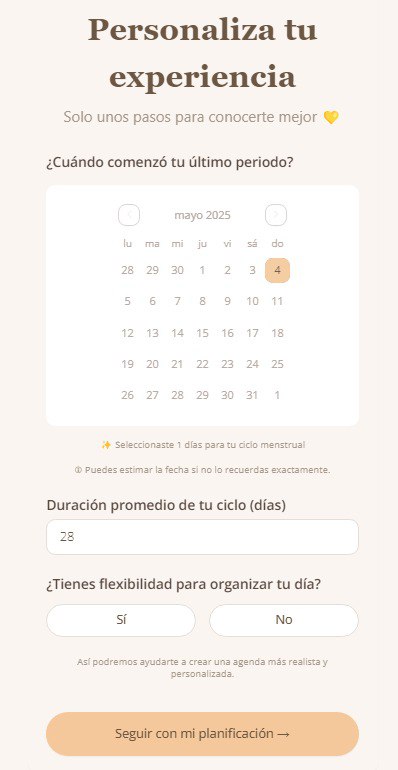 Personaliza tu
experiencia
Solo unos pasos para conocerte mejor 💛
¿Cuándo comenzó tu último periodo?
mayo 2025
lu ma mi ju vi sá do
28 29 30 1 2 3 4
5 6 7 8 9 10 11
12 13 14 15 16 17 18
19 20 21 22 23 24 25
26 27 28 29 30 31 1
✨ Seleccionaste 1 días para tu ciclo menstrual
① Puedes estimar la fecha si no lo recuerdas exactamente.
Duración promedio de tu ciclo (días)
28
¿Tienes flexibilidad para organizar tu día?
Sí No
Así podremos ayudarte a crear una agenda más realista y
personalizada.
Seguir con mi planificación →